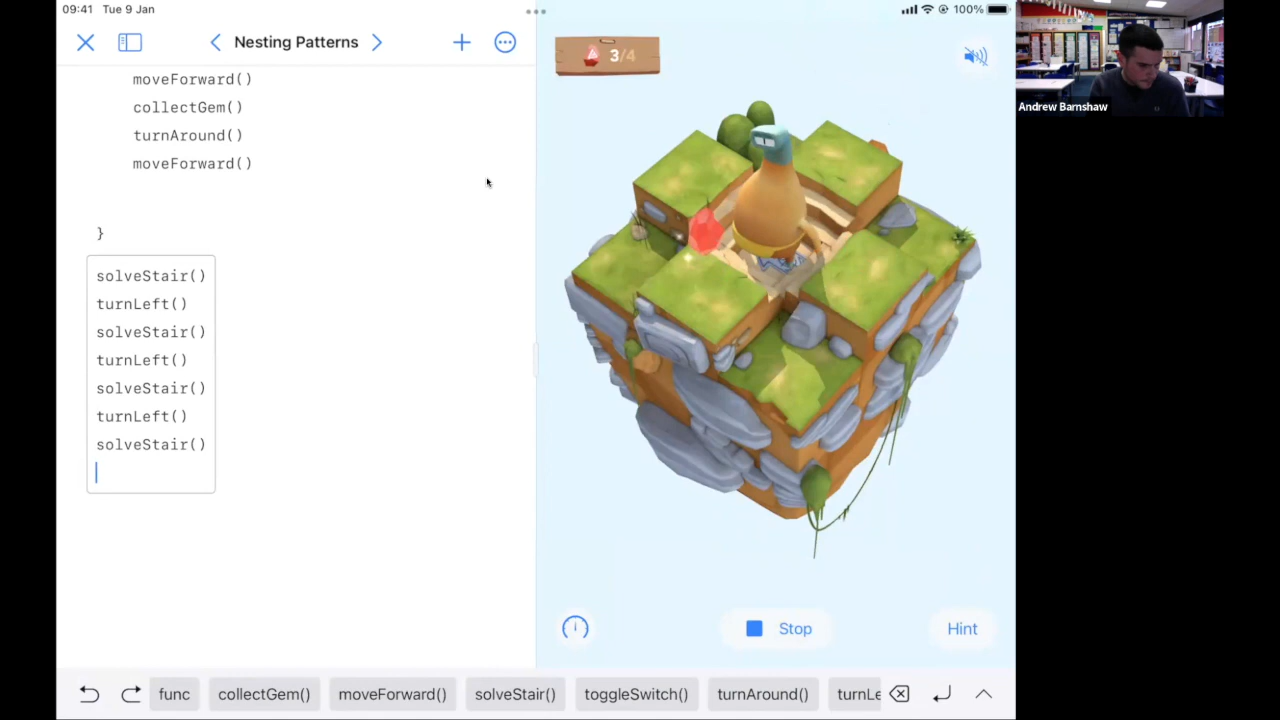 09:41 Tue 9 Jan
100%
Nesting Patterns
moveForward()
collectGem()
turnAround()
moveForward()
}
solveStair()
turnLeft()
solveStair()
turnLeft()
solveStair()
turnLeft()
solveStair()
3/4
Stop
Hint
func collectGem() moveForward() solveStair() toggleSwitch() turnAround() turnLe
Andrew Barnshaw